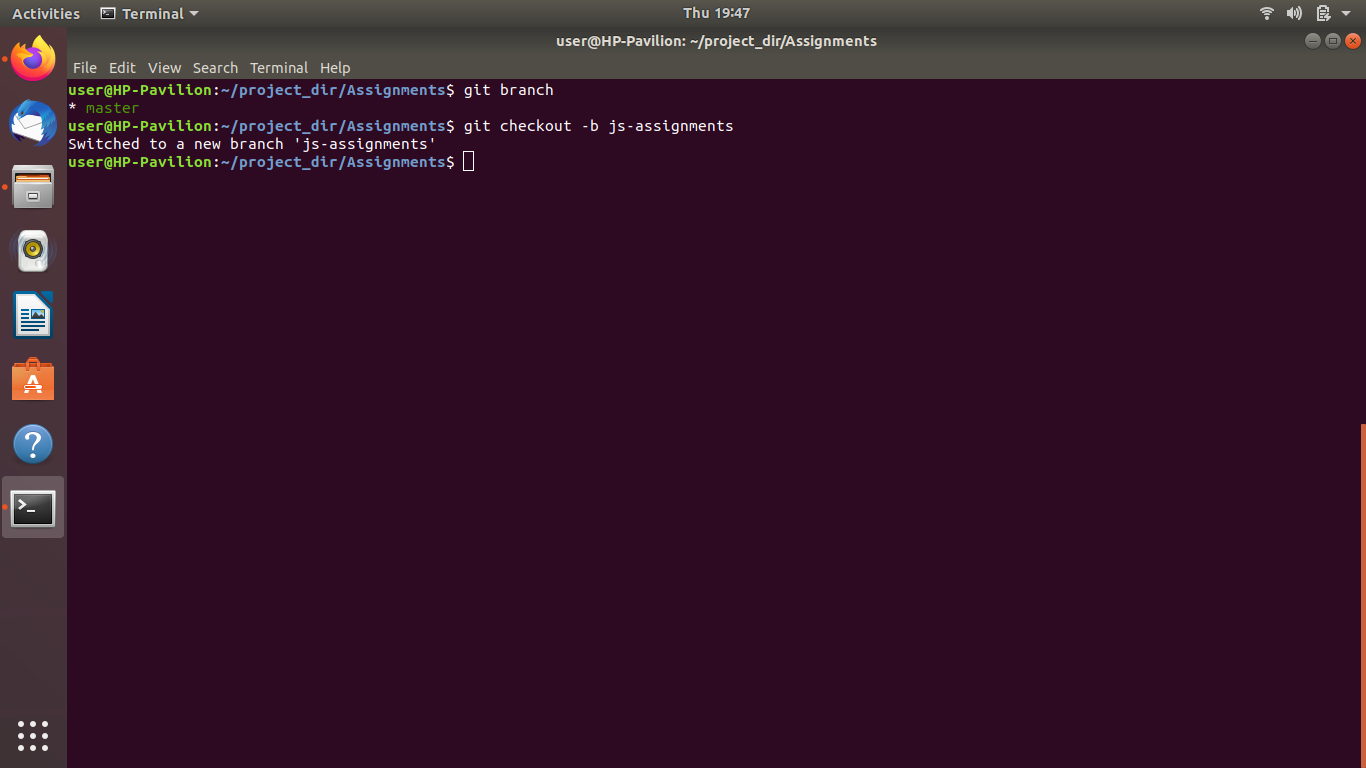 Activities Terminal Thu 19:47
user@HP-Pavilion: ~/project_dir/Assignments
File Edit View Search Terminal Help
user@HP-Pavilion:~/project_dir/Assignments$ git branch
* master
user@HP-Pavilion:~/project_dir/Assignments$ git checkout -b js-assignments
Switched to a new branch 'js-assignments'
user@HP-Pavilion:~/project_dir/Assignments$